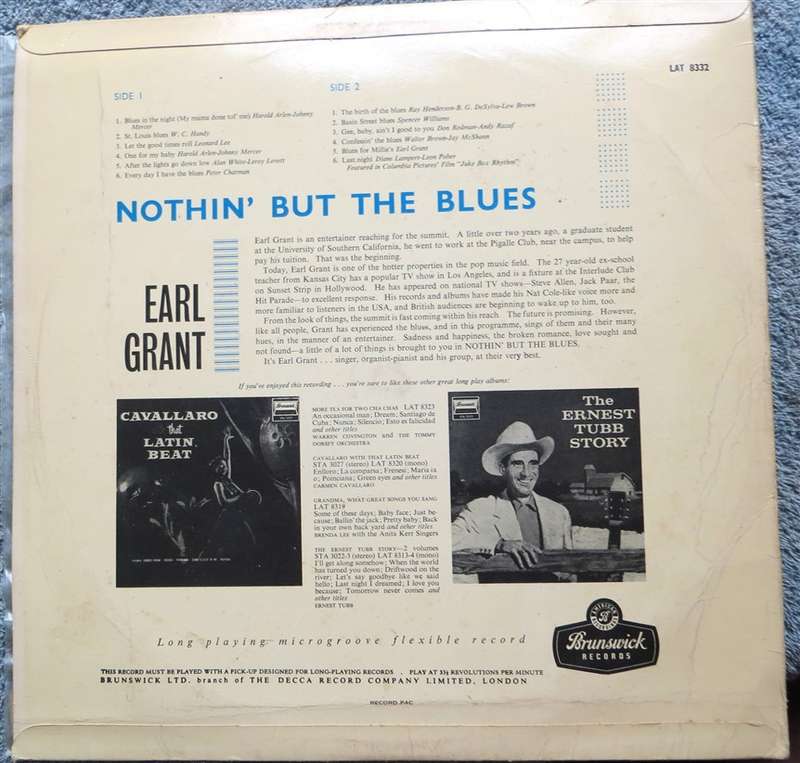 LAT 8332
SIDE 1
1. Blues in the night (My mama done tol' me) Harold Arlen-Johnny
Mercer
2. St. Louis blues W. C. Handy
3. Let the good times roll Leonard Lee
4. One for my baby Harold Arlen-Johnny Mercer
5. After the lights go down low Alan White-Leroy Lovett
6. Every day I have the blues Peter Chatman
SIDE 2
1. The birth of the blues Ray Henderson-B. G. DeSylva-Lew Brown
2. Basin Street blues Spencer Williams
3. Gee, baby, ain't I good to you Don Redman-Andy Razaf
4. Confessin' the blues Walter Brown-Jay McShann
5. Blues for Millie's Earl Grant
6. Last night Diane Lampert-Leon Pober
Featured in Columbia Pictures' Film "Juke Box Rhythm"
NOTHIN' BUT THE BLUES
EARL
GRANT
Earl Grant is an entertainer reaching for the summit. A little over two years ago, a graduate student
at the University of Southern California, he went to work at the Pigalle Club, near the campus, to help
pay his tuition. That was the beginning.
Today, Earl Grant is one of the hotter properties in the pop music field. The 27 year-old ex-school
teacher from Kansas City has a popular TV show in Los Angeles, and is a fixture at the Interlude Club
on Sunset Strip in Hollywood. He has appeared on national TV shows—Steve Allen, Jack Paar, the
Hit Parade—to excellent response. His records and albums have made his Nat Cole-like voice more and
more familiar to listeners in the USA, and British audiences are beginning to wake up to him, too.
From the look of things, the summit is fast coming within his reach. The future is promising. However,
like all people, Grant has experienced the blues, and in this programme, sings of them and their many
hues, in the manner of an entertainer. Sadness and happiness, the broken romance, love sought and
not found—a little of a lot of things is brought to you in NOTHIN' BUT THE BLUES.
It's Earl Grant . . . singer, organist-pianist and his group, at their very best.
If you've enjoyed this recording . . . you're sure to like these other great long play albums:
CAVALLARO
that
LATIN
BEAT
Brunswick
MORE TEA FOR TWO CHA CHAS LAT 8323
An occasional man; Dream; Santiago de
Cuba; Nunca; Silencio; Esto es felicidad
and other titles
WARREN COVINGTON and the TOMMY
DORSEY ORCHESTRA
CAVALLARO WITH THAT LATIN BEAT
STA 3027 (stereo) LAT 8320 (mono)
Enlloro; La comparsa; Frenesi; Maria ca
o; Poinciana; Green eyes and other titles
CARMEN CAVALLARO
GRANDMA, WHAT GREAT SONGS YOU SANG
LAT 8319
Some of these days; Baby face; Just be-
cause; Ballin' the jack; Pretty baby; Back
in your own back yard and other titles
BRENDA LEE with the Anita Kerr Singers
THE ERNEST TUBB STORY—2 volumes
STA 3022-3 (stereo) LAT 8313-4 (mono)
I'll get along somehow; When the world
has turned you down; Driftwood on the
river; Let's say goodbye like we said
hello; Last night I dreamed; I love you
because; Tomorrow never comes and
other titles
ERNEST TUBB
Brunswick
The
ERNEST
TUBB
STORY
Long playing microgroove flexible record
AMERICAN
B
Brunswick
RECORDS
THIS RECORD MUST BE PLAYED WITH A PICK-UP DESIGNED FOR LONG-PLAYING RECORDS . PLAY AT 33⅓ REVOLUTIONS PER MINUTE
BRUNSWICK LTD. branch of THE DECCA RECORD COMPANY LIMITED, LONDON
RECORD PAC